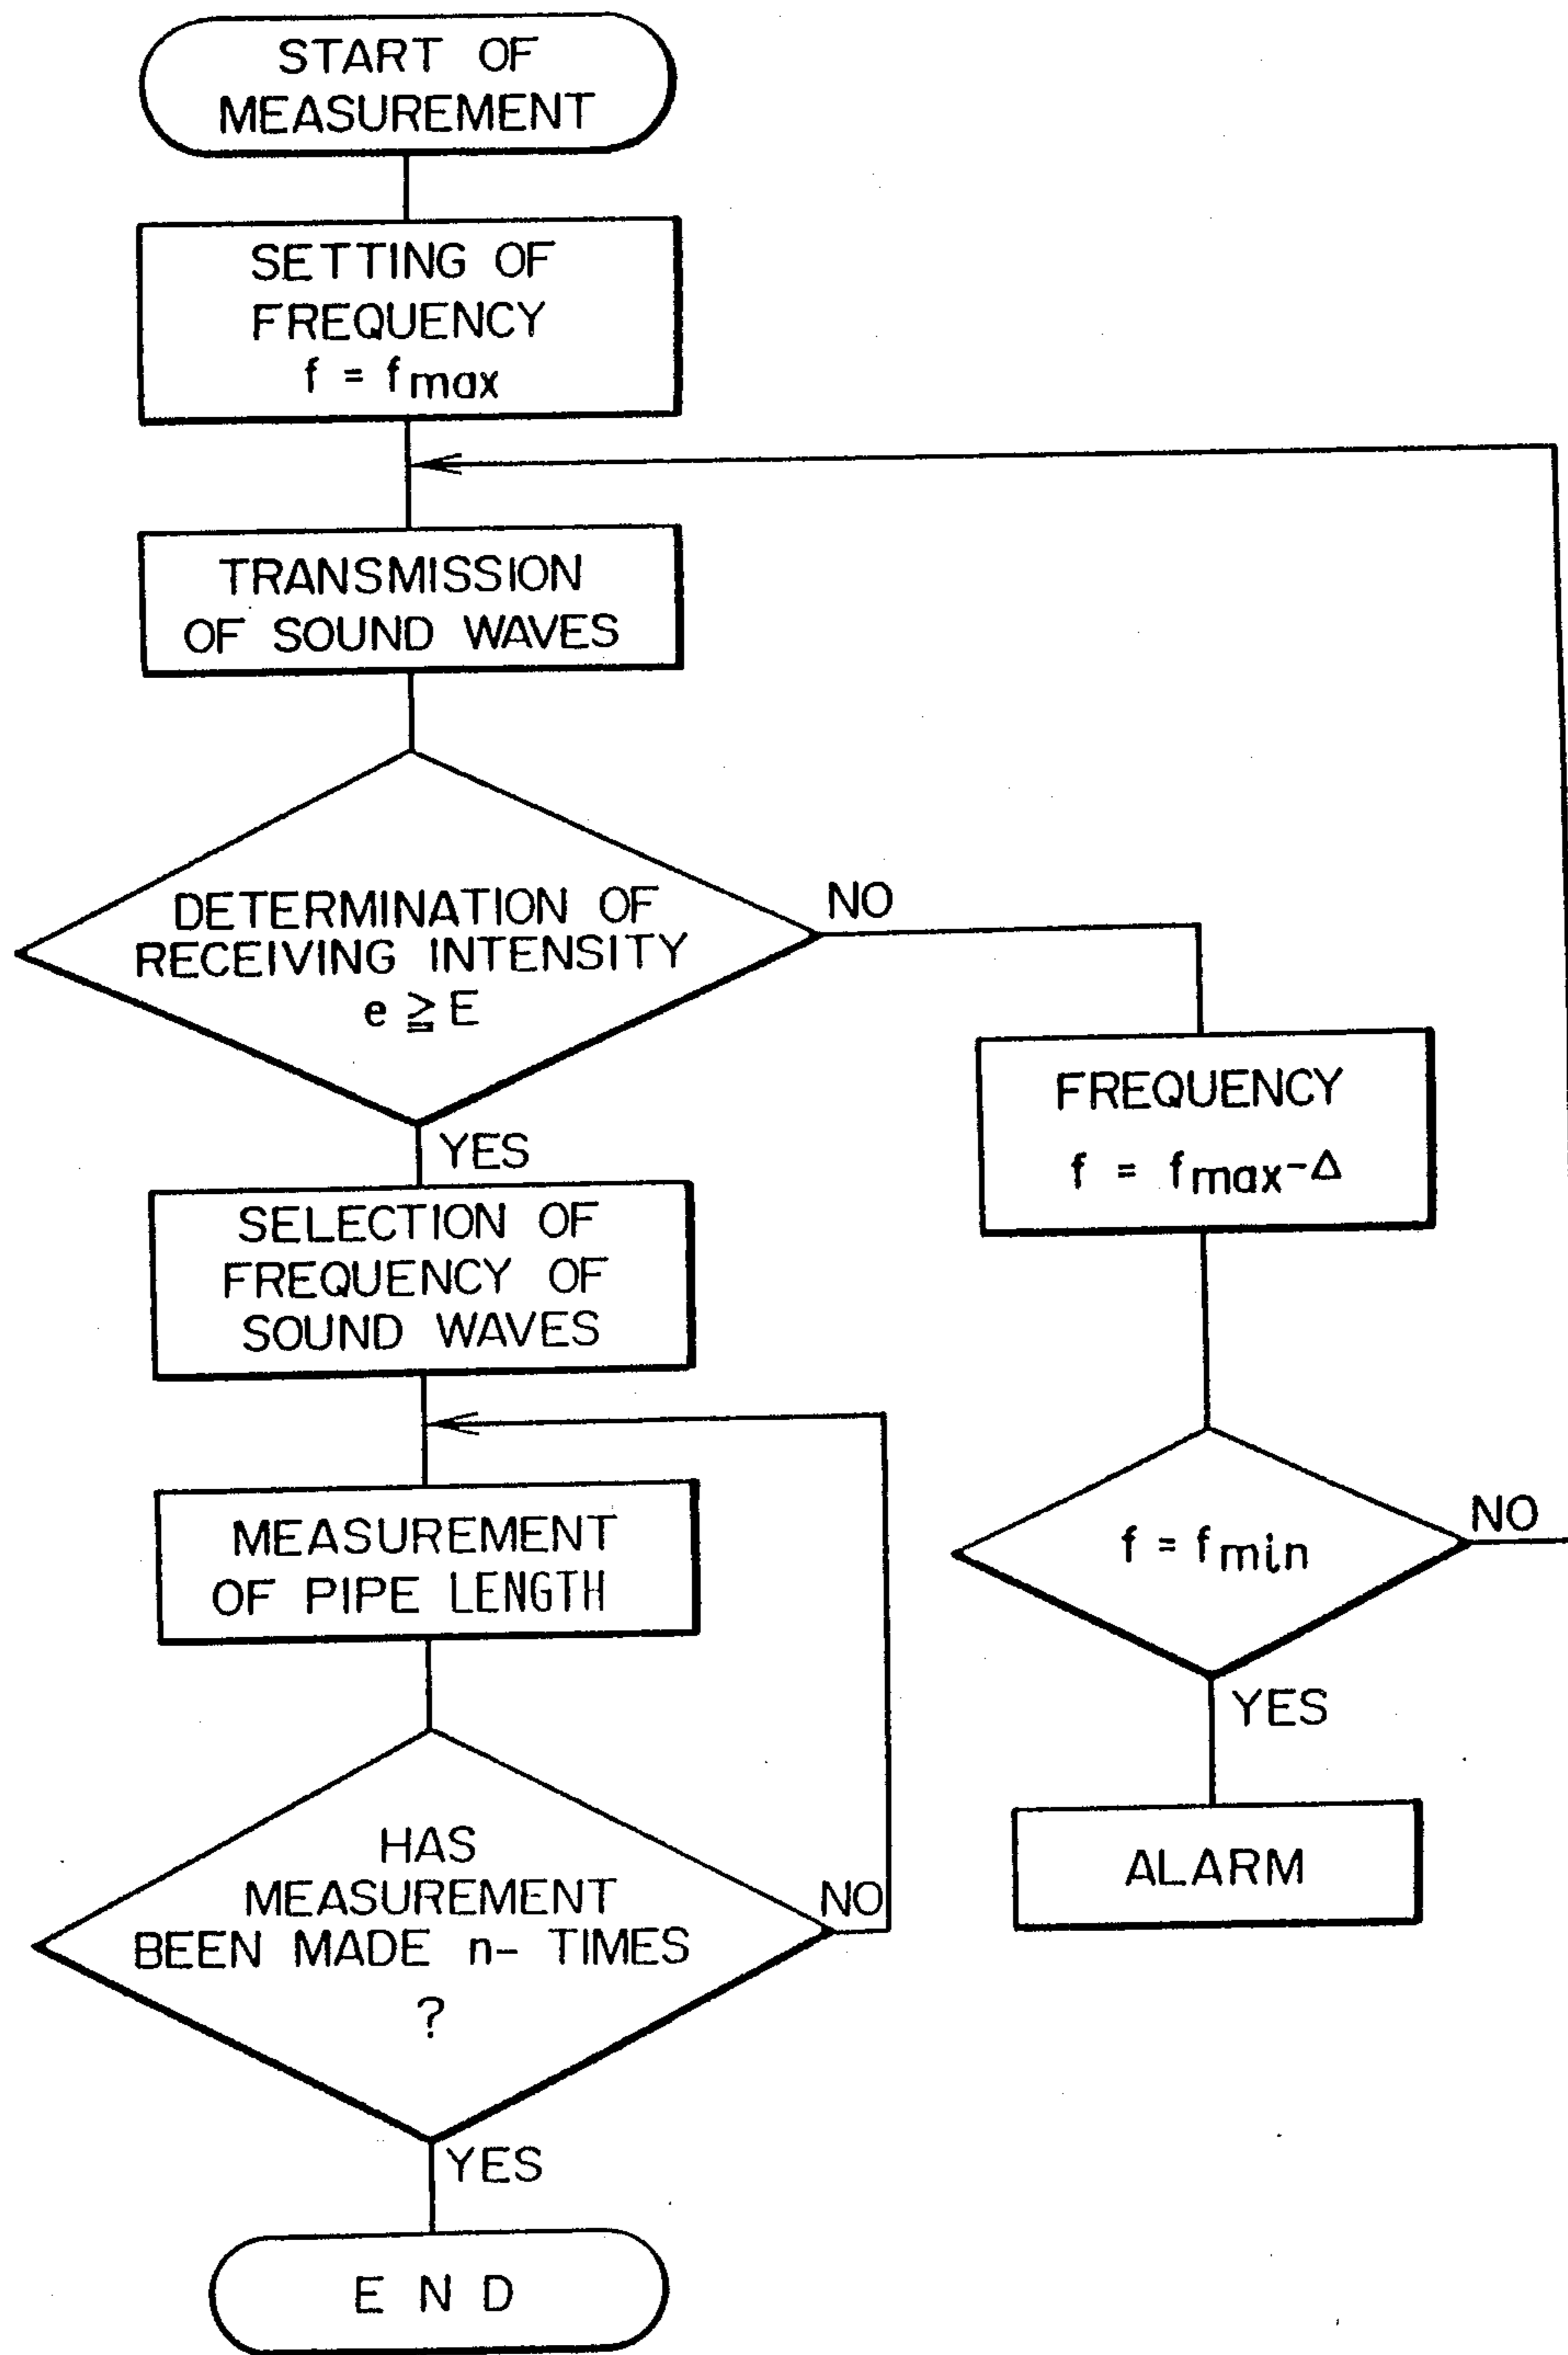 START OF
MEASUREMENT
SETTING OF
FREQUENCY
f = fmax
TRANSMISSION
OF SOUND WAVES
DETERMINATION OF
RECEIVING INTENSITY
e ≧ E
NO
YES
FREQUENCY
f = fmax-Δ
SELECTION OF
FREQUENCY OF
SOUND WAVES
MEASUREMENT
OF PIPE LENGTH
f = fmin
NO
YES
HAS
MEASUREMENT
BEEN MADE n- TIMES
?
NO
YES
ALARM
END